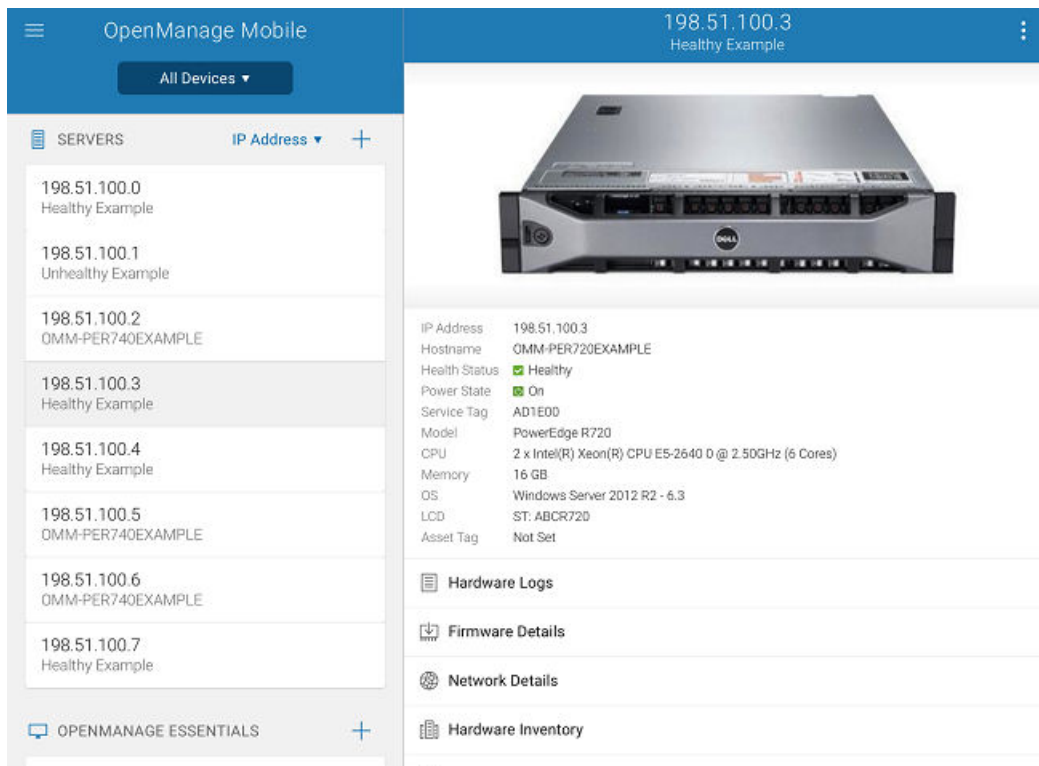 OpenManage Mobile
All Devices
SERVERS
IP Address
198.51.100.0
Healthy Example
198.51.100.1
Unhealthy Example
198.51.100.2
OMM-PER740EXAMPLE
198.51.100.3
Healthy Example
198.51.100.4
Healthy Example
198.51.100.5
OMM-PER740EXAMPLE
198.51.100.6
OMM-PER740EXAMPLE
198.51.100.7
Healthy Example
OPENMANAGE ESSENTIALS
198.51.100.3
Healthy Example
DELL
IP Address 198.51.100.3
Hostname OMM-PER720EXAMPLE
Health Status Healthy
Power State On
Service Tag AD1E00
Model PowerEdge R720
CPU 2 x Intel(R) Xeon(R) CPU E5-2640 0 @ 2.50GHz (6 Cores)
Memory 16 GB
OS Windows Server 2012 R2 - 6.3
LCD ST: ABCR720
Asset Tag Not Set
Hardware Logs
Firmware Details
Network Details
Hardware Inventory